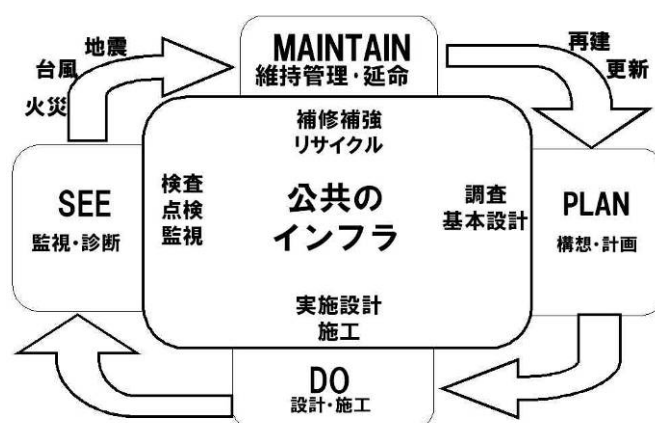 地震
台風
火災
MAINTAIN
維持管理・延命
再建
更新
補修補強
リサイクル
SEE
監視・診断
検査
点検
監視
公共の
インフラ
調査
基本設計
PLAN
構想・計画
実施設計
施工
DO
設計・施工